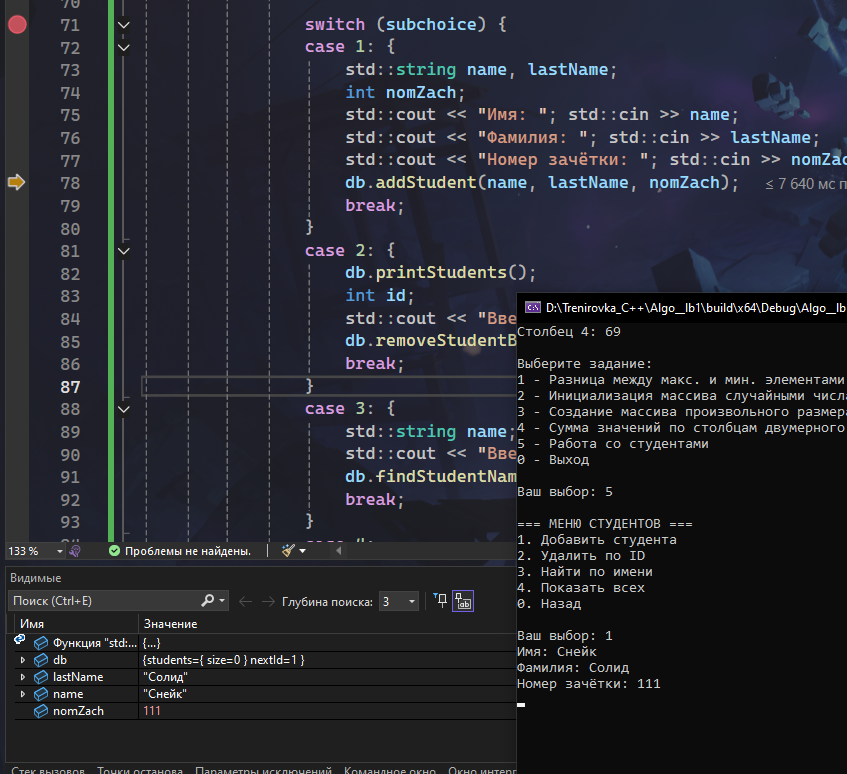 70
71 switch (subchoice) {
72 case 1: {
73 std::string name, lastName;
74 int nomZach;
75 std::cout << "Имя: "; std::cin >> name;
76 std::cout << "Фамилия: "; std::cin >> lastName;
77 std::cout << "Номер зачётки: "; std::cin >> nomZac
78 db.addStudent(name, lastName, nomZach); ≤ 7 640 мс п
79 break;
80 }
81 case 2: {
82 db.printStudents();
83 int id;
84 std::cout << "Вве
85 db.removeStudentB
86 break;
87 }
88 case 3: {
89 std::string name;
90 std::cout << "Вве
91 db.findStudentNam
92 break;
93 }
133 % Проблемы не найдены.
Видимые
Поиск (Ctrl+E) Глубина поиска: 3
Имя Значение
Функция "std:... {...}
db {students={ size=0 } nextId=1 }
lastName "Солид"
name "Снейк"
nomZach 111
Стек вызовов Точки останова Параметры исключений Командное окно Окно интерп
D:\Trenirovka_C++\Algo__lb1\build\x64\Debug\Algo__lb
Столбец 4: 69
Выберите задание:
1 - Разница между макс. и мин. элементами
2 - Инициализация массива случайными числа
3 - Создание массива произвольного размера
4 - Сумма значений по столбцам двумерного
5 - Работа со студентами
0 - Выход
Ваш выбор: 5
=== МЕНЮ СТУДЕНТОВ ===
1. Добавить студента
2. Удалить по ID
3. Найти по имени
4. Показать всех
0. Назад
Ваш выбор: 1
Имя: Снейк
Фамилия: Солид
Номер зачётки: 111